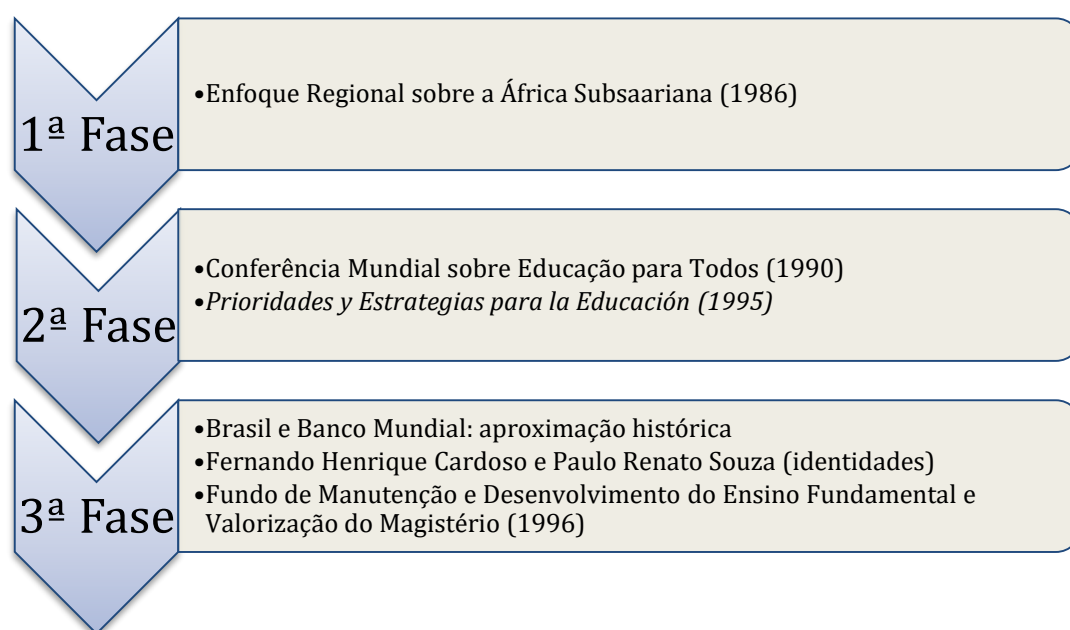 1ª Fase
•Enfoque Regional sobre a África Subsaariana (1986)
2ª Fase
•Conferência Mundial sobre Educação para Todos (1990)
•Prioridades y Estrategias para la Educación (1995)
3ª Fase
•Brasil e Banco Mundial: aproximação histórica
•Fernando Henrique Cardoso e Paulo Renato Souza (identidades)
•Fundo de Manutenção e Desenvolvimento do Ensino Fundamental e
Valorização do Magistério (1996)